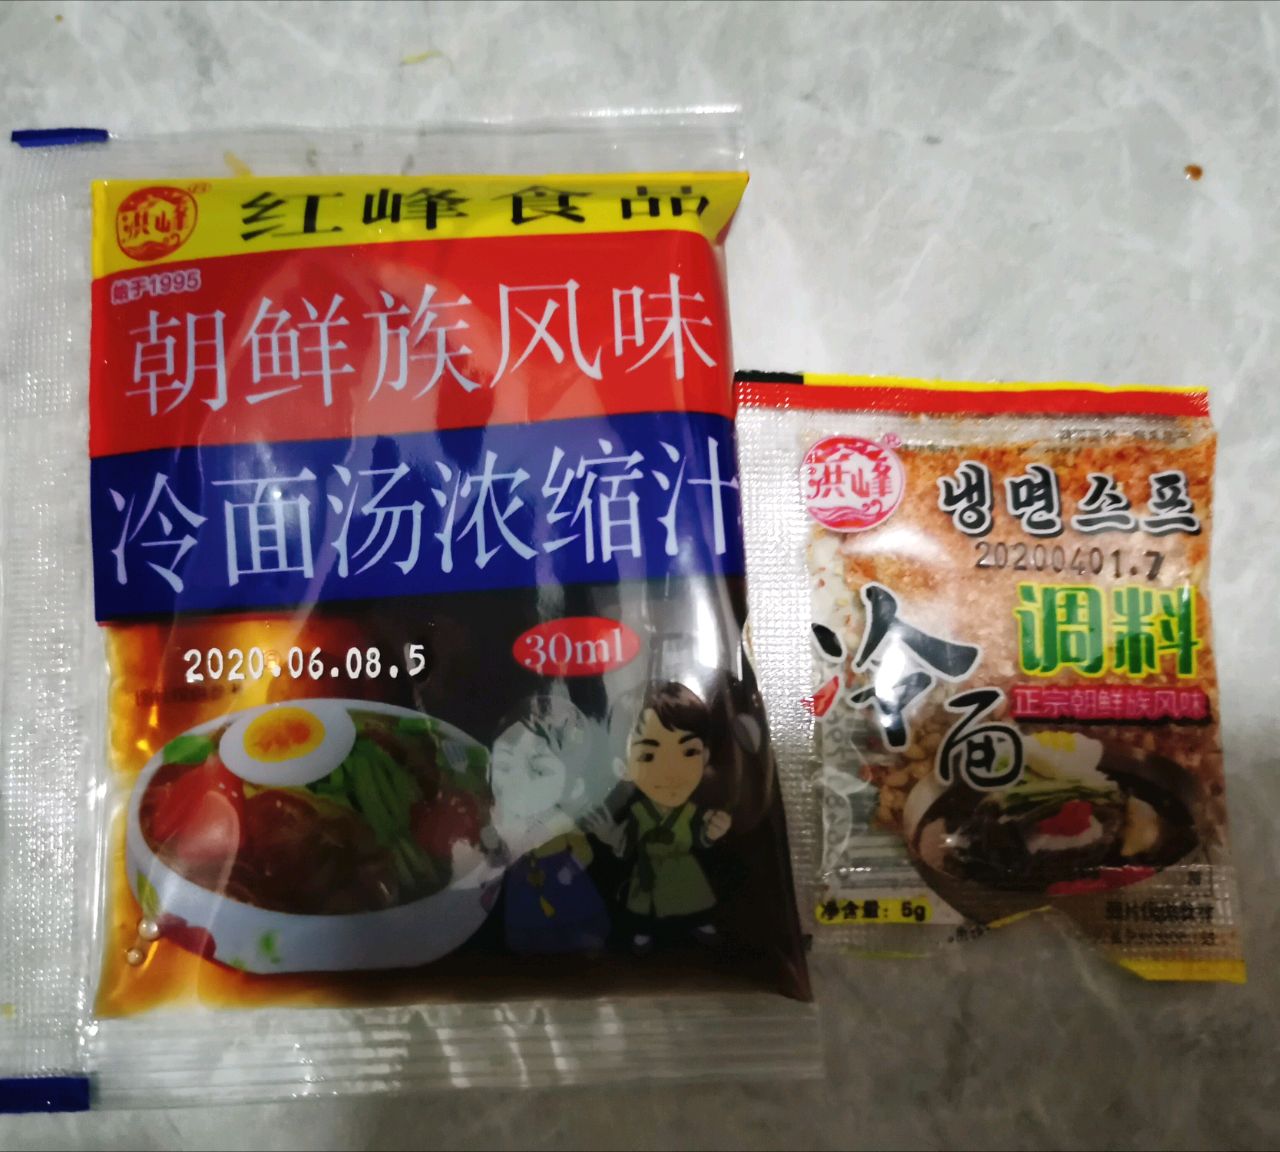 洪峰
®
红峰食品
始于1995
朝鲜族风味
冷面汤浓缩汁
2020.06.08.5
30ml
洪峰
®
냉면스프
20200401.7
调料
冷面
正宗朝鲜族风味
净含量：5g